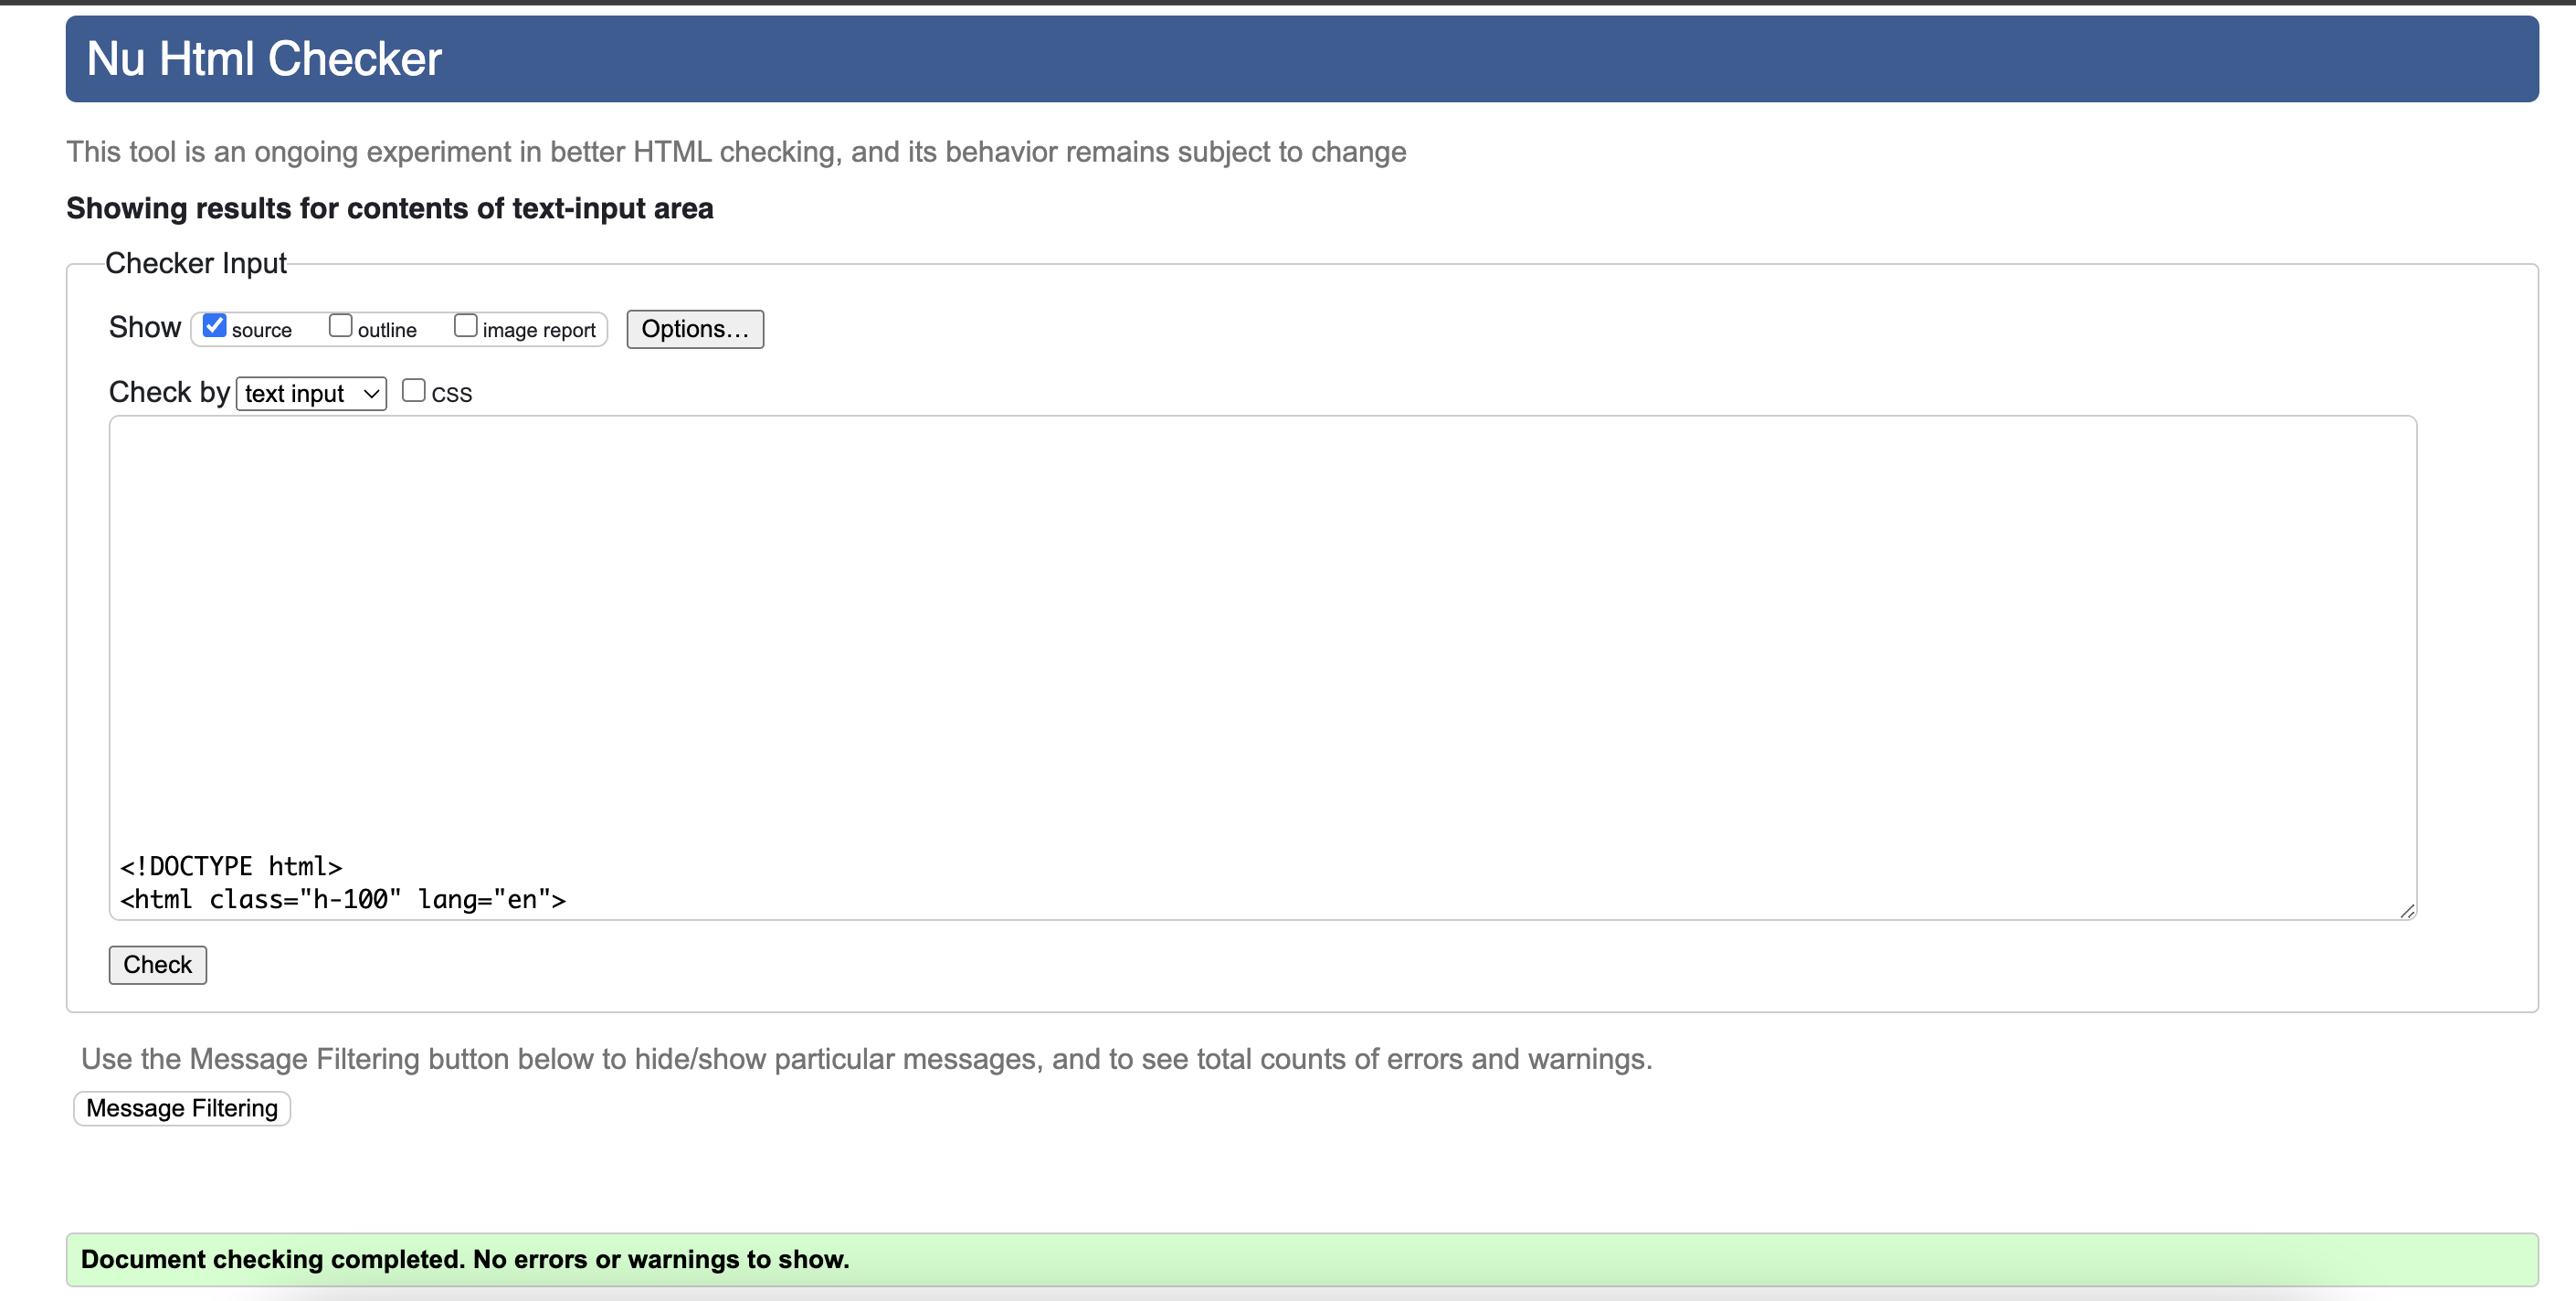 Nu Html Checker
This tool is an ongoing experiment in better HTML checking, and its behavior remains subject to change
Showing results for contents of text-input area
Checker Input
Show source outline image report Options...
Check by text input CSS
<!DOCTYPE html>
<html class="h-100" lang="en">
Check
Use the Message Filtering button below to hide/show particular messages, and to see total counts of errors and warnings.
Message Filtering
Document checking completed. No errors or warnings to show.